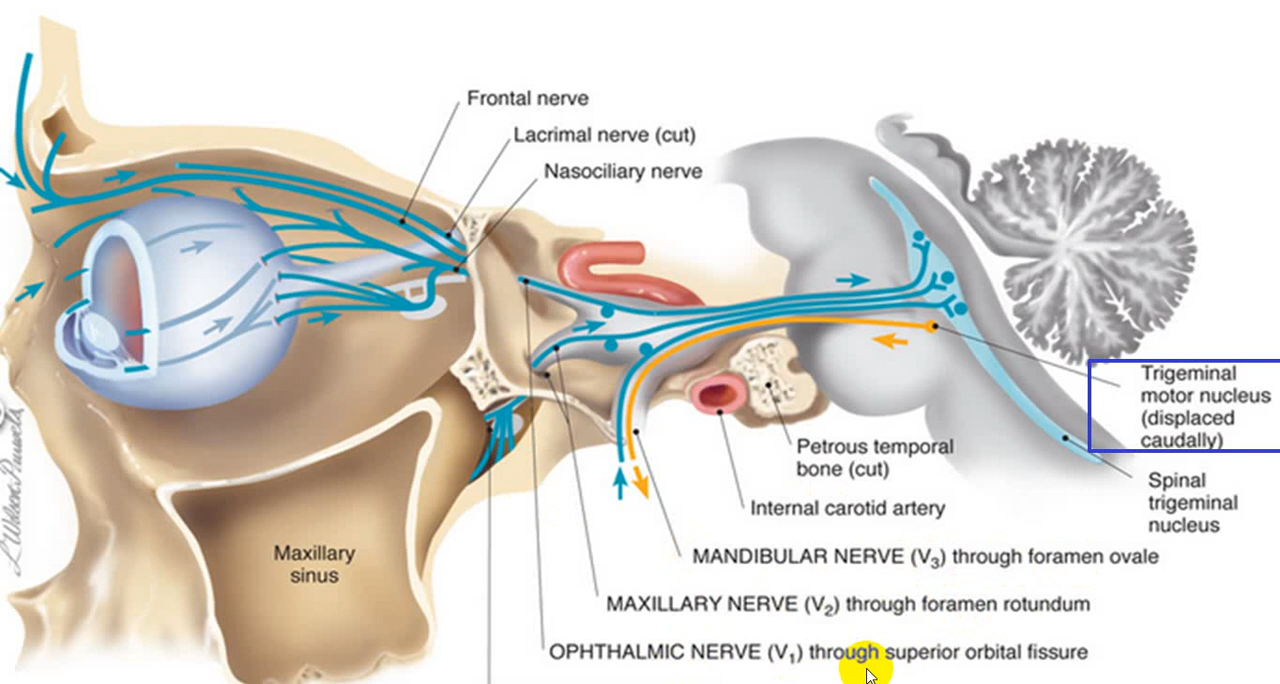 Frontal nerve
Lacrimal nerve (cut)
Nasociliary nerve
Trigeminal
motor nucleus
(displaced
caudally)
Petrous temporal
bone (cut)
Spinal
trigeminal
nucleus
Internal carotid artery
Maxillary
sinus
MANDIBULAR NERVE (V₃) through foramen ovale
MAXILLARY NERVE (V₂) through foramen rotundum
OPHTHALMIC NERVE (V₁) through superior orbital fissure